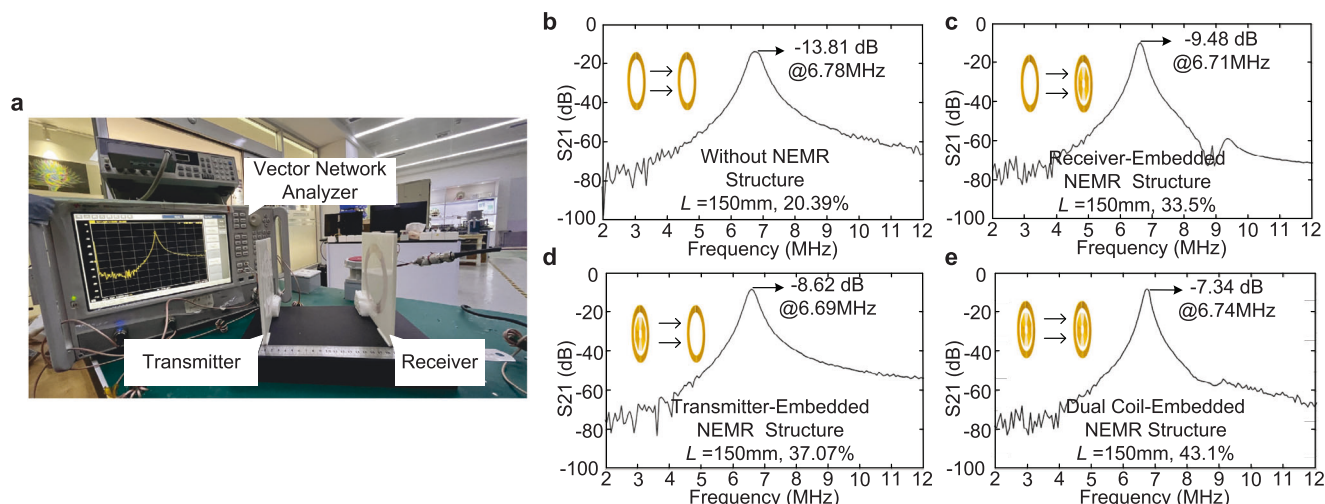 a
Vector Network
Analyzer
Transmitter
Receiver
b
0
-20
-40
-60
-80
-100
S21 (dB)
-13.81 dB
@6.78MHz
Without NEMR
Structure
L =150mm, 20.39%
2 3 4 5 6 7 8 9 10 11 12
Frequency (MHz)
c
0
-20
-40
-60
-80
-100
S21 (dB)
-9.48 dB
@6.71MHz
Receiver-Embedded
NEMR Structure
L =150mm, 33.5%
2 3 4 5 6 7 8 9 10 11 12
Frequency (MHz)
d
0
-20
-40
-60
-80
-100
S21 (dB)
-8.62 dB
@6.69MHz
Transmitter-Embedded
NEMR Structure
L =150mm, 37.07%
2 3 4 5 6 7 8 9 10 11 12
Frequency (MHz)
e
0
-20
-40
-60
-80
-100
S21 (dB)
-7.34 dB
@6.74MHz
Dual Coil-Embedded
NEMR Structure
L =150mm, 43.1%
2 3 4 5 6 7 8 9 10 11 12
Frequency (MHz)